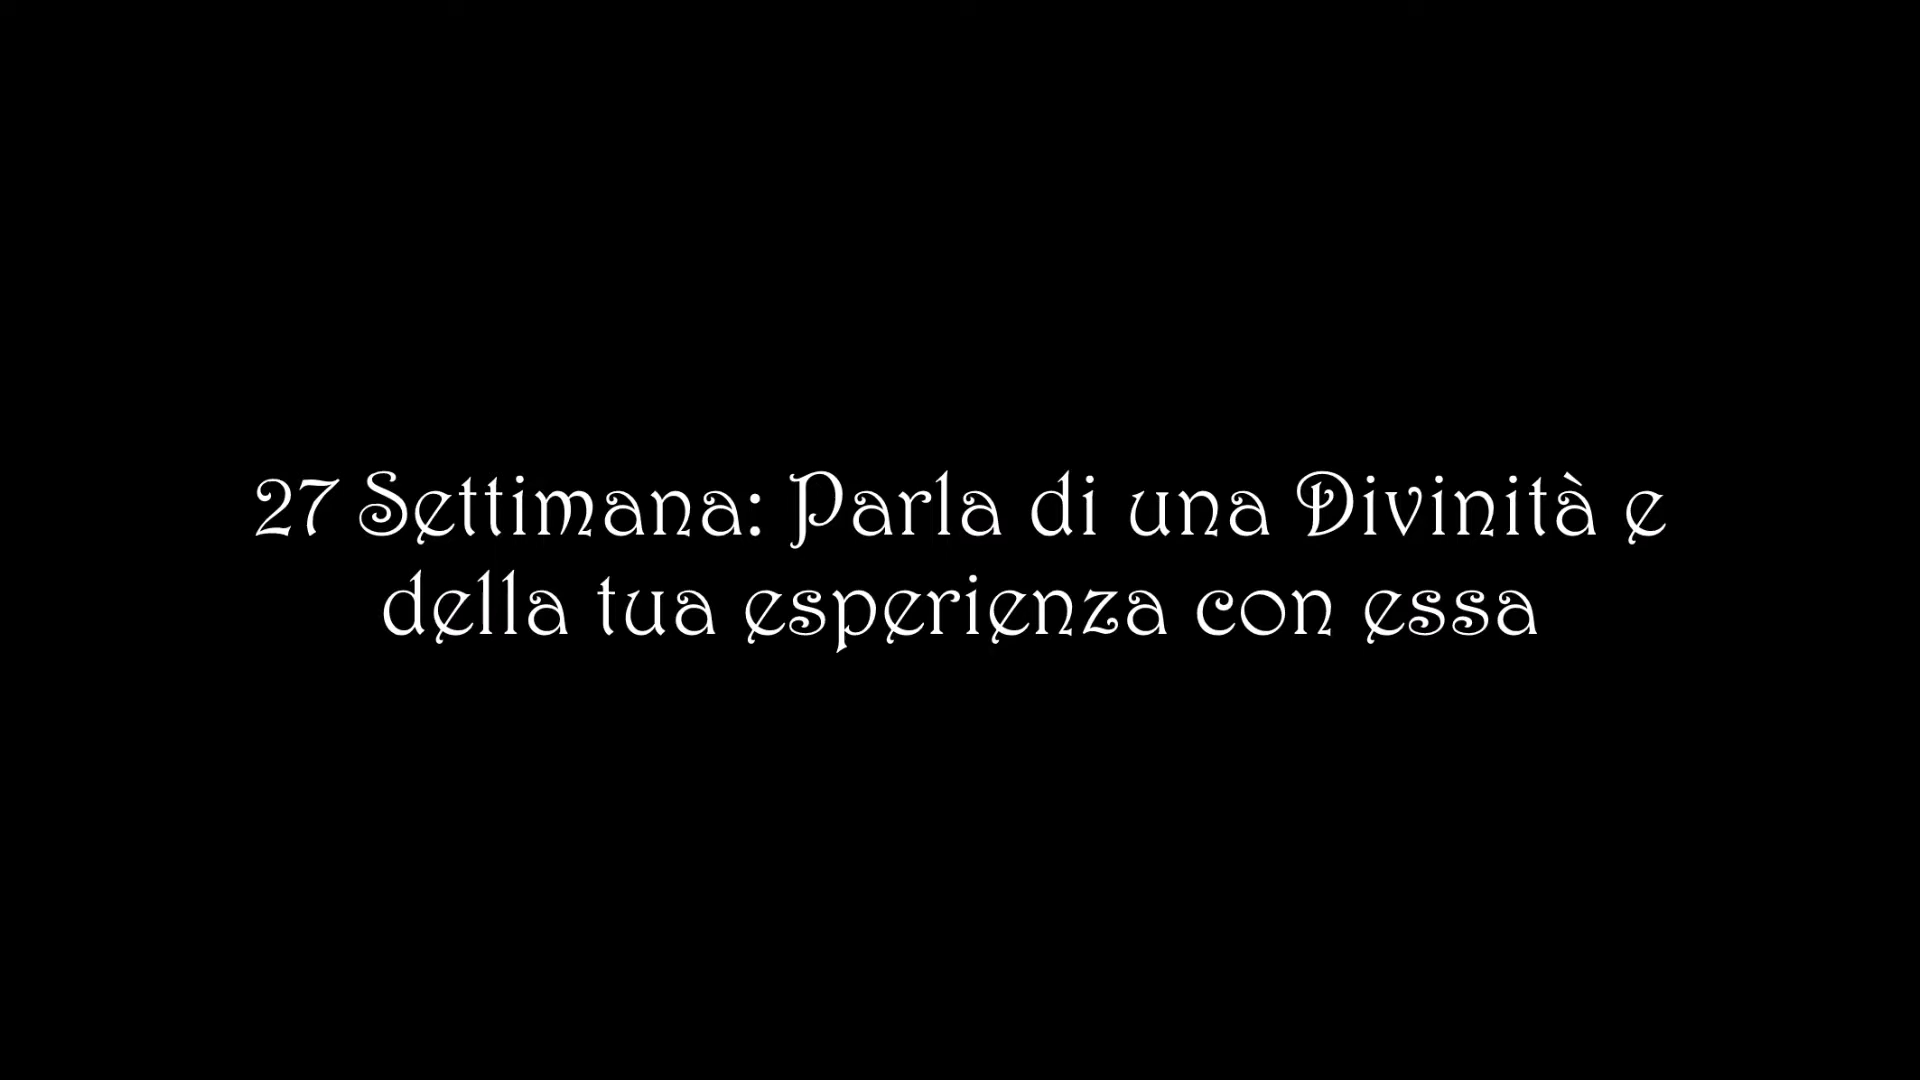 27 Settimana: Parla di una Divinità e
della tua esperienza con essa